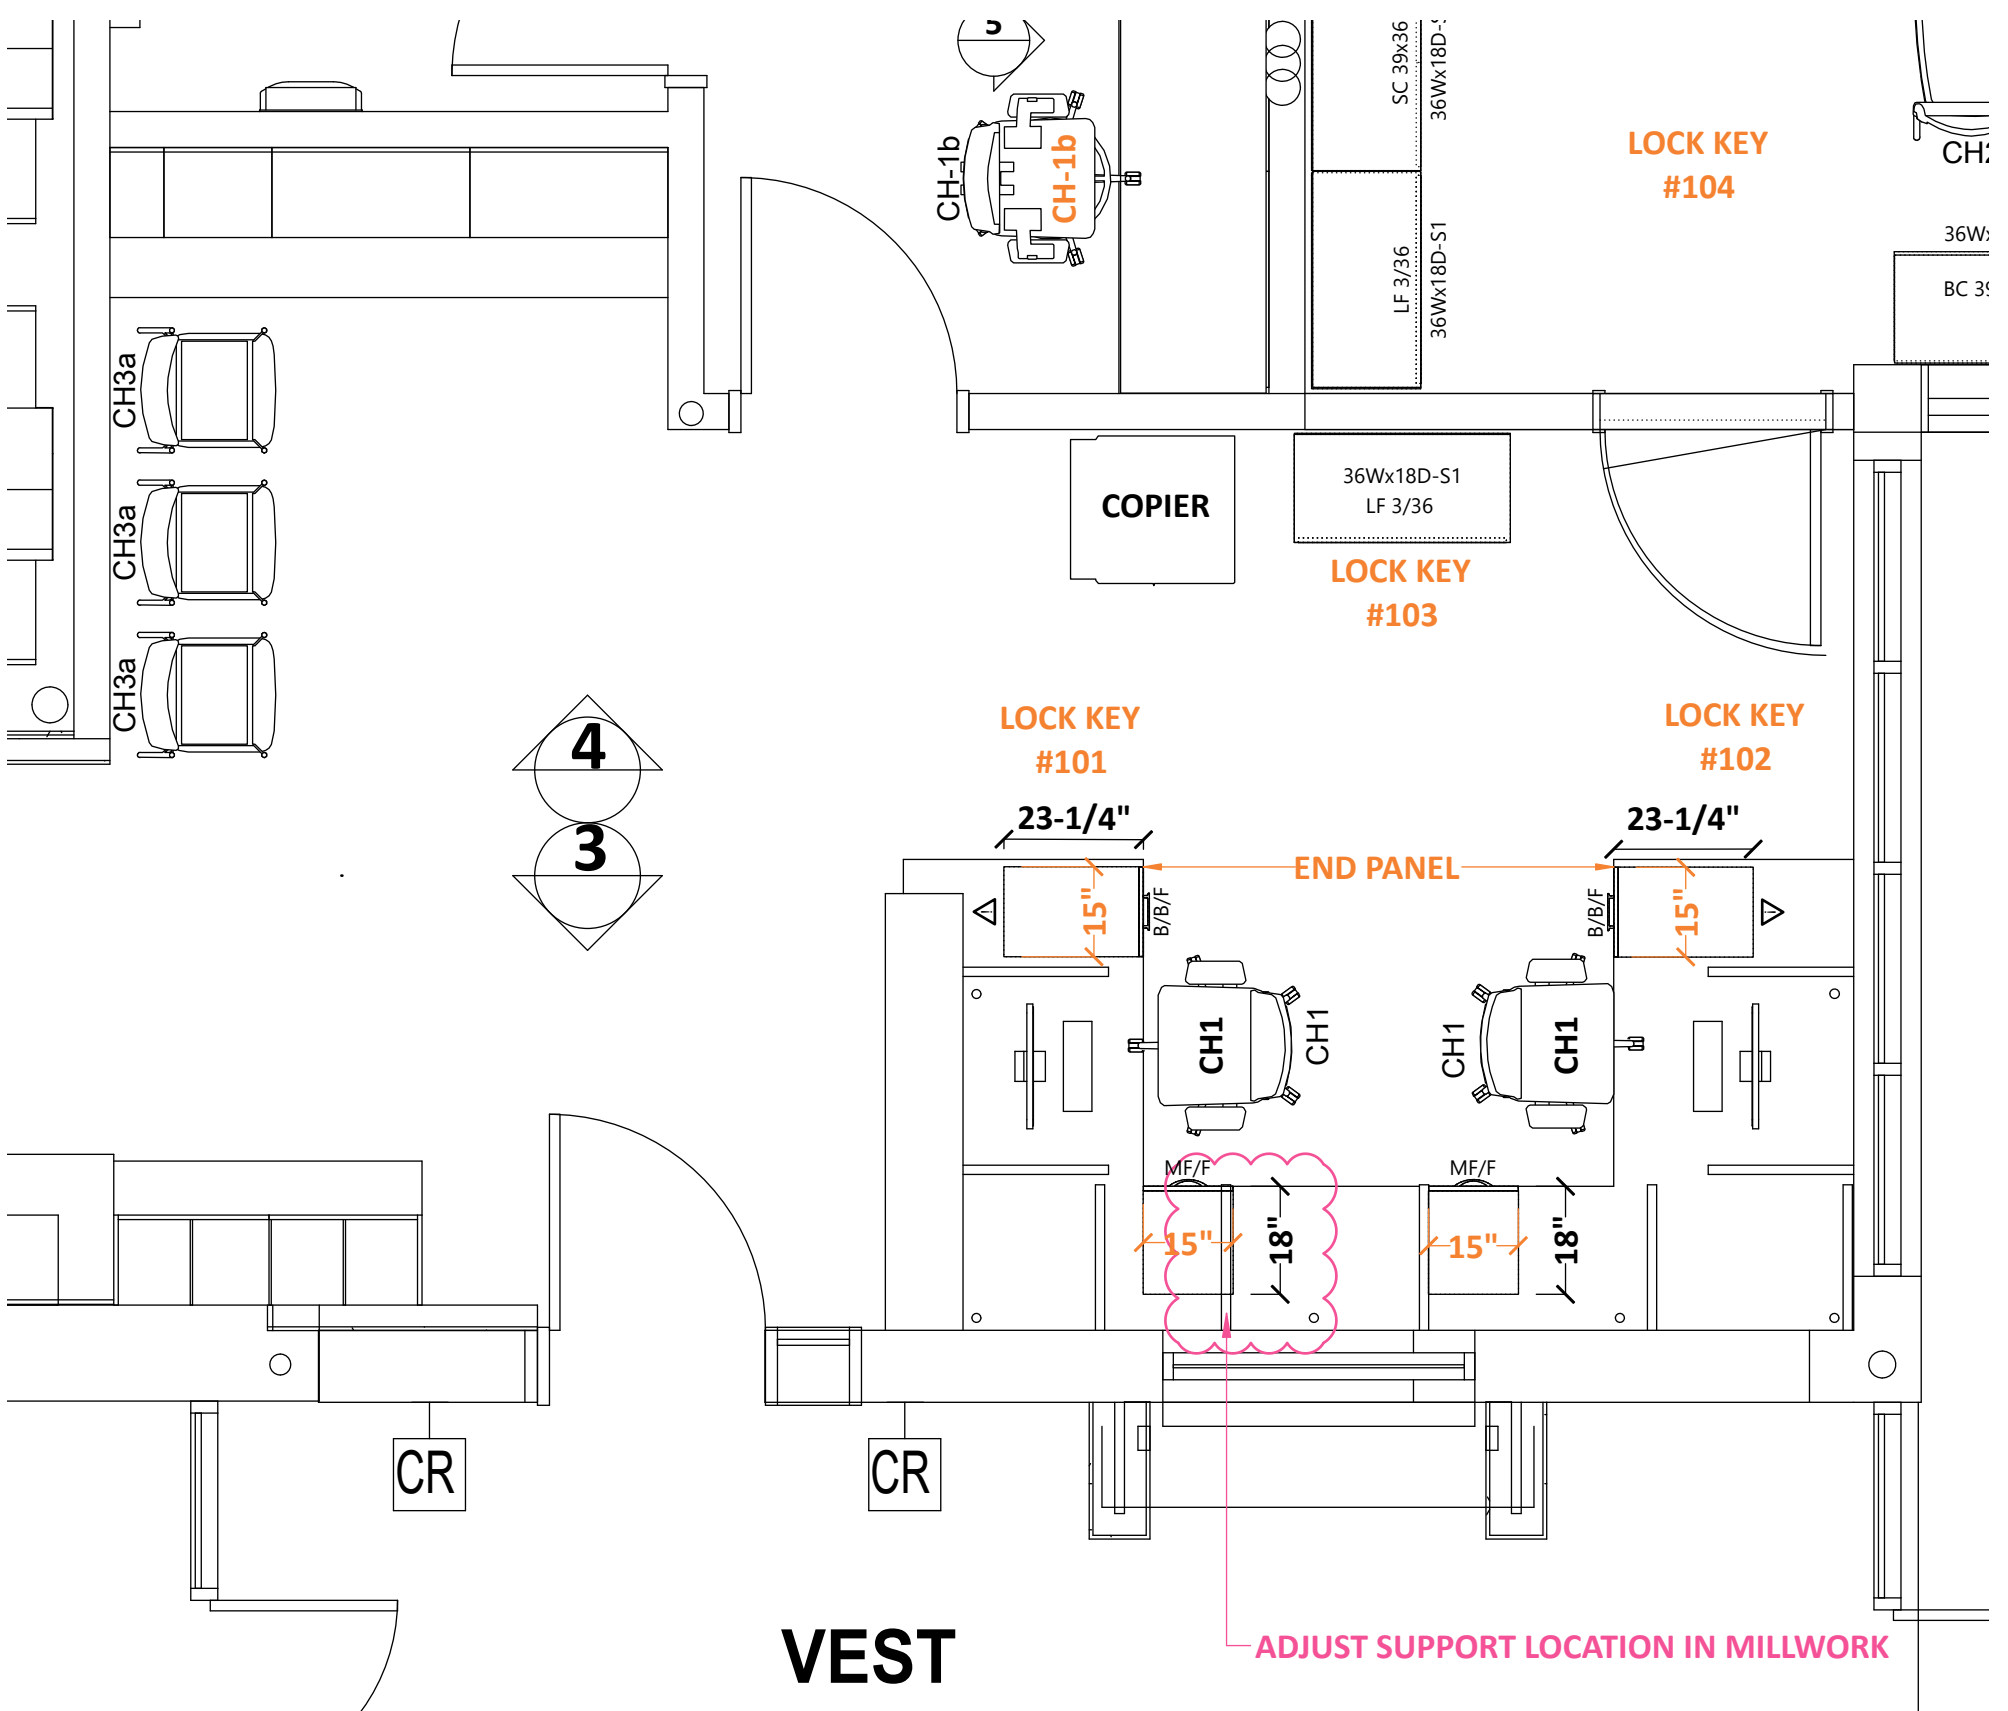 5
SC 39x36
CH-1b
CH-1b
LOCK KEY
#104
36Wx18D-S1
LF 3/36
BC
CH3a
CH3a
CH3a
COPIER
36Wx18D-S1
LF 3/36
LOCK KEY
#103
4
3
LOCK KEY
#101
LOCK KEY
#102
23-1/4"
23-1/4"
END PANEL
15"
B/B/F
B/B/F
15"
CH1
CH1
CH1
CH1
MF/F
MF/F
15"
18"
15"
18"
CR
CR
VEST
ADJUST SUPPORT LOCATION IN MILLWORK